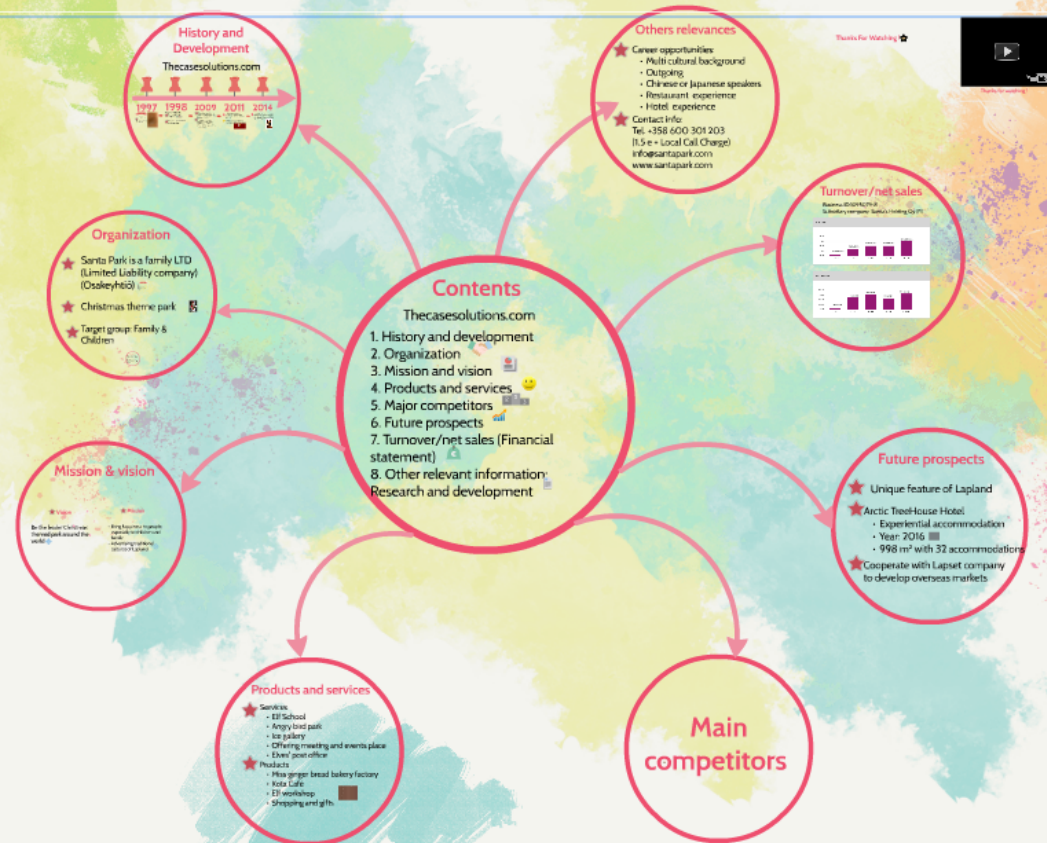 History and
Development
Thecasesolutions.com
1997 1998 2009 2011 2014
Others relevances
Career opportunities:
• Multi cultural background
• Outgoing
• Chinese or Japanese speakers
• Restaurant experience
• Hotel experience
Contact info:
Tel. +358 600 301 203
(1.5 e + Local Call Charge)
info@santapark.com
www.santapark.com
Thanks For Watching
Thanks for watching
Turnover/net sales
Organization
Santa Park is a family LTD
(Limited Liability company)
(Osakeyhtiö)
Christmas theme park
Target group: Family &
Children
Contents
Thecasesolutions.com
1. History and development
2. Organization
3. Mission and vision
4. Products and services
5. Major competitors
6. Future prospects
7. Turnover/net sales (Financial
statement)
8. Other relevant information:
Research and development
Mission & vision
Vision
Mission
Future prospects
Unique feature of Lapland
Arctic TreeHouse Hotel
• Experiential accommodation
• Year: 2016
• 998 m² with 32 accommodations
Cooperate with Lapset company
to develop overseas markets
Products and services
Services
• Elf School
• Angry bird park
• Ice gallery
• Offering meeting and events place
• Elves' post office
Products
• Miss ginger bread bakery factory
• Kota Cafe
• Elf workshop
• Shopping and gifts
Main
competitors